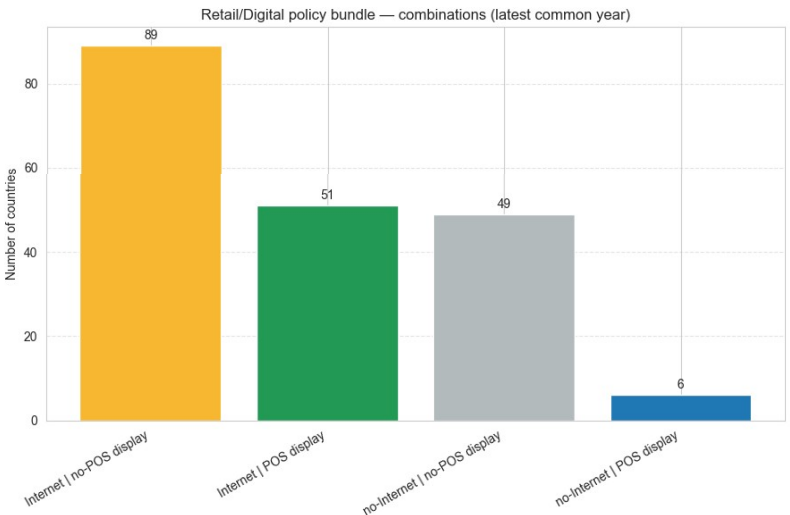 Retail/Digital policy bundle — combinations (latest common year)
Number of countries
80
60
40
20
0
89
51
49
6
Internet | no-POS display
Internet | POS display
no-Internet | no-POS display
no-Internet | POS display